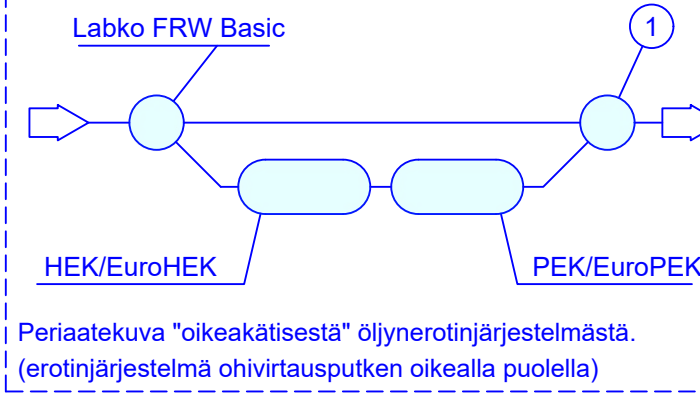 Labko FRW Basic
1
HEK/EuroHEK
PEK/EuroPEK
Periaatekuva "oikeakätisestä" öljynerotinjärjestelmästä.
(erotinjärjestelmä ohivirtausputken oikealla puolella)